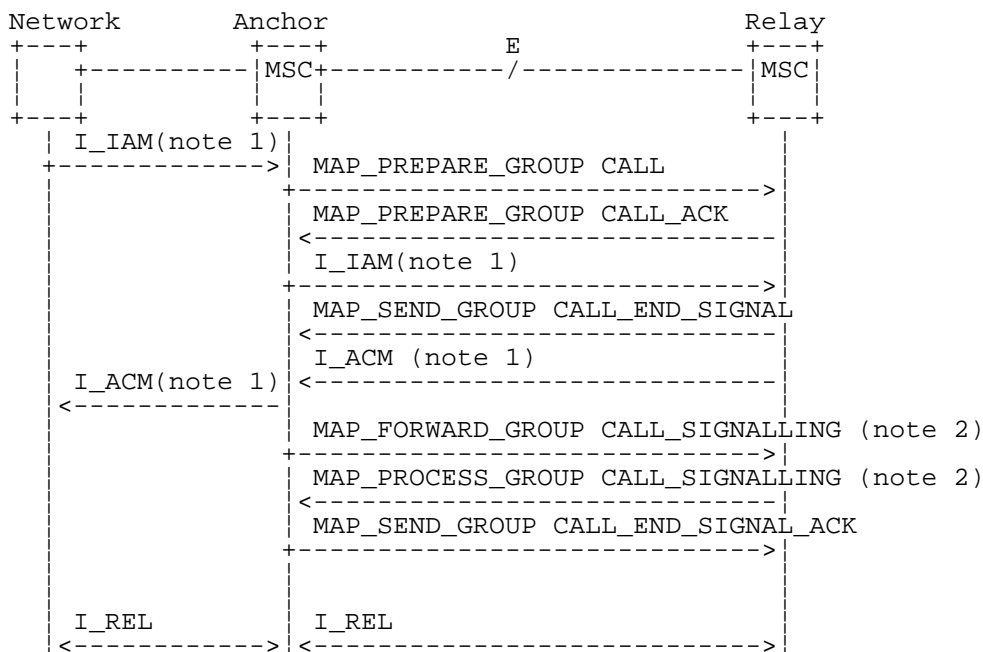 Network Anchor Relay
E
MSC MSC
I_IAM(note 1)
MAP_PREPARE_GROUP CALL
MAP_PREPARE_GROUP CALL_ACK
I_IAM(note 1)
MAP_SEND_GROUP CALL_END_SIGNAL
I_ACM (note 1)
I_ACM(note 1)
MAP_FORWARD_GROUP CALL_SIGNALLING (note 2)
MAP_PROCESS_GROUP CALL_SIGNALLING (note 2)
MAP_SEND_GROUP CALL_END_SIGNAL_ACK
I_REL I_REL